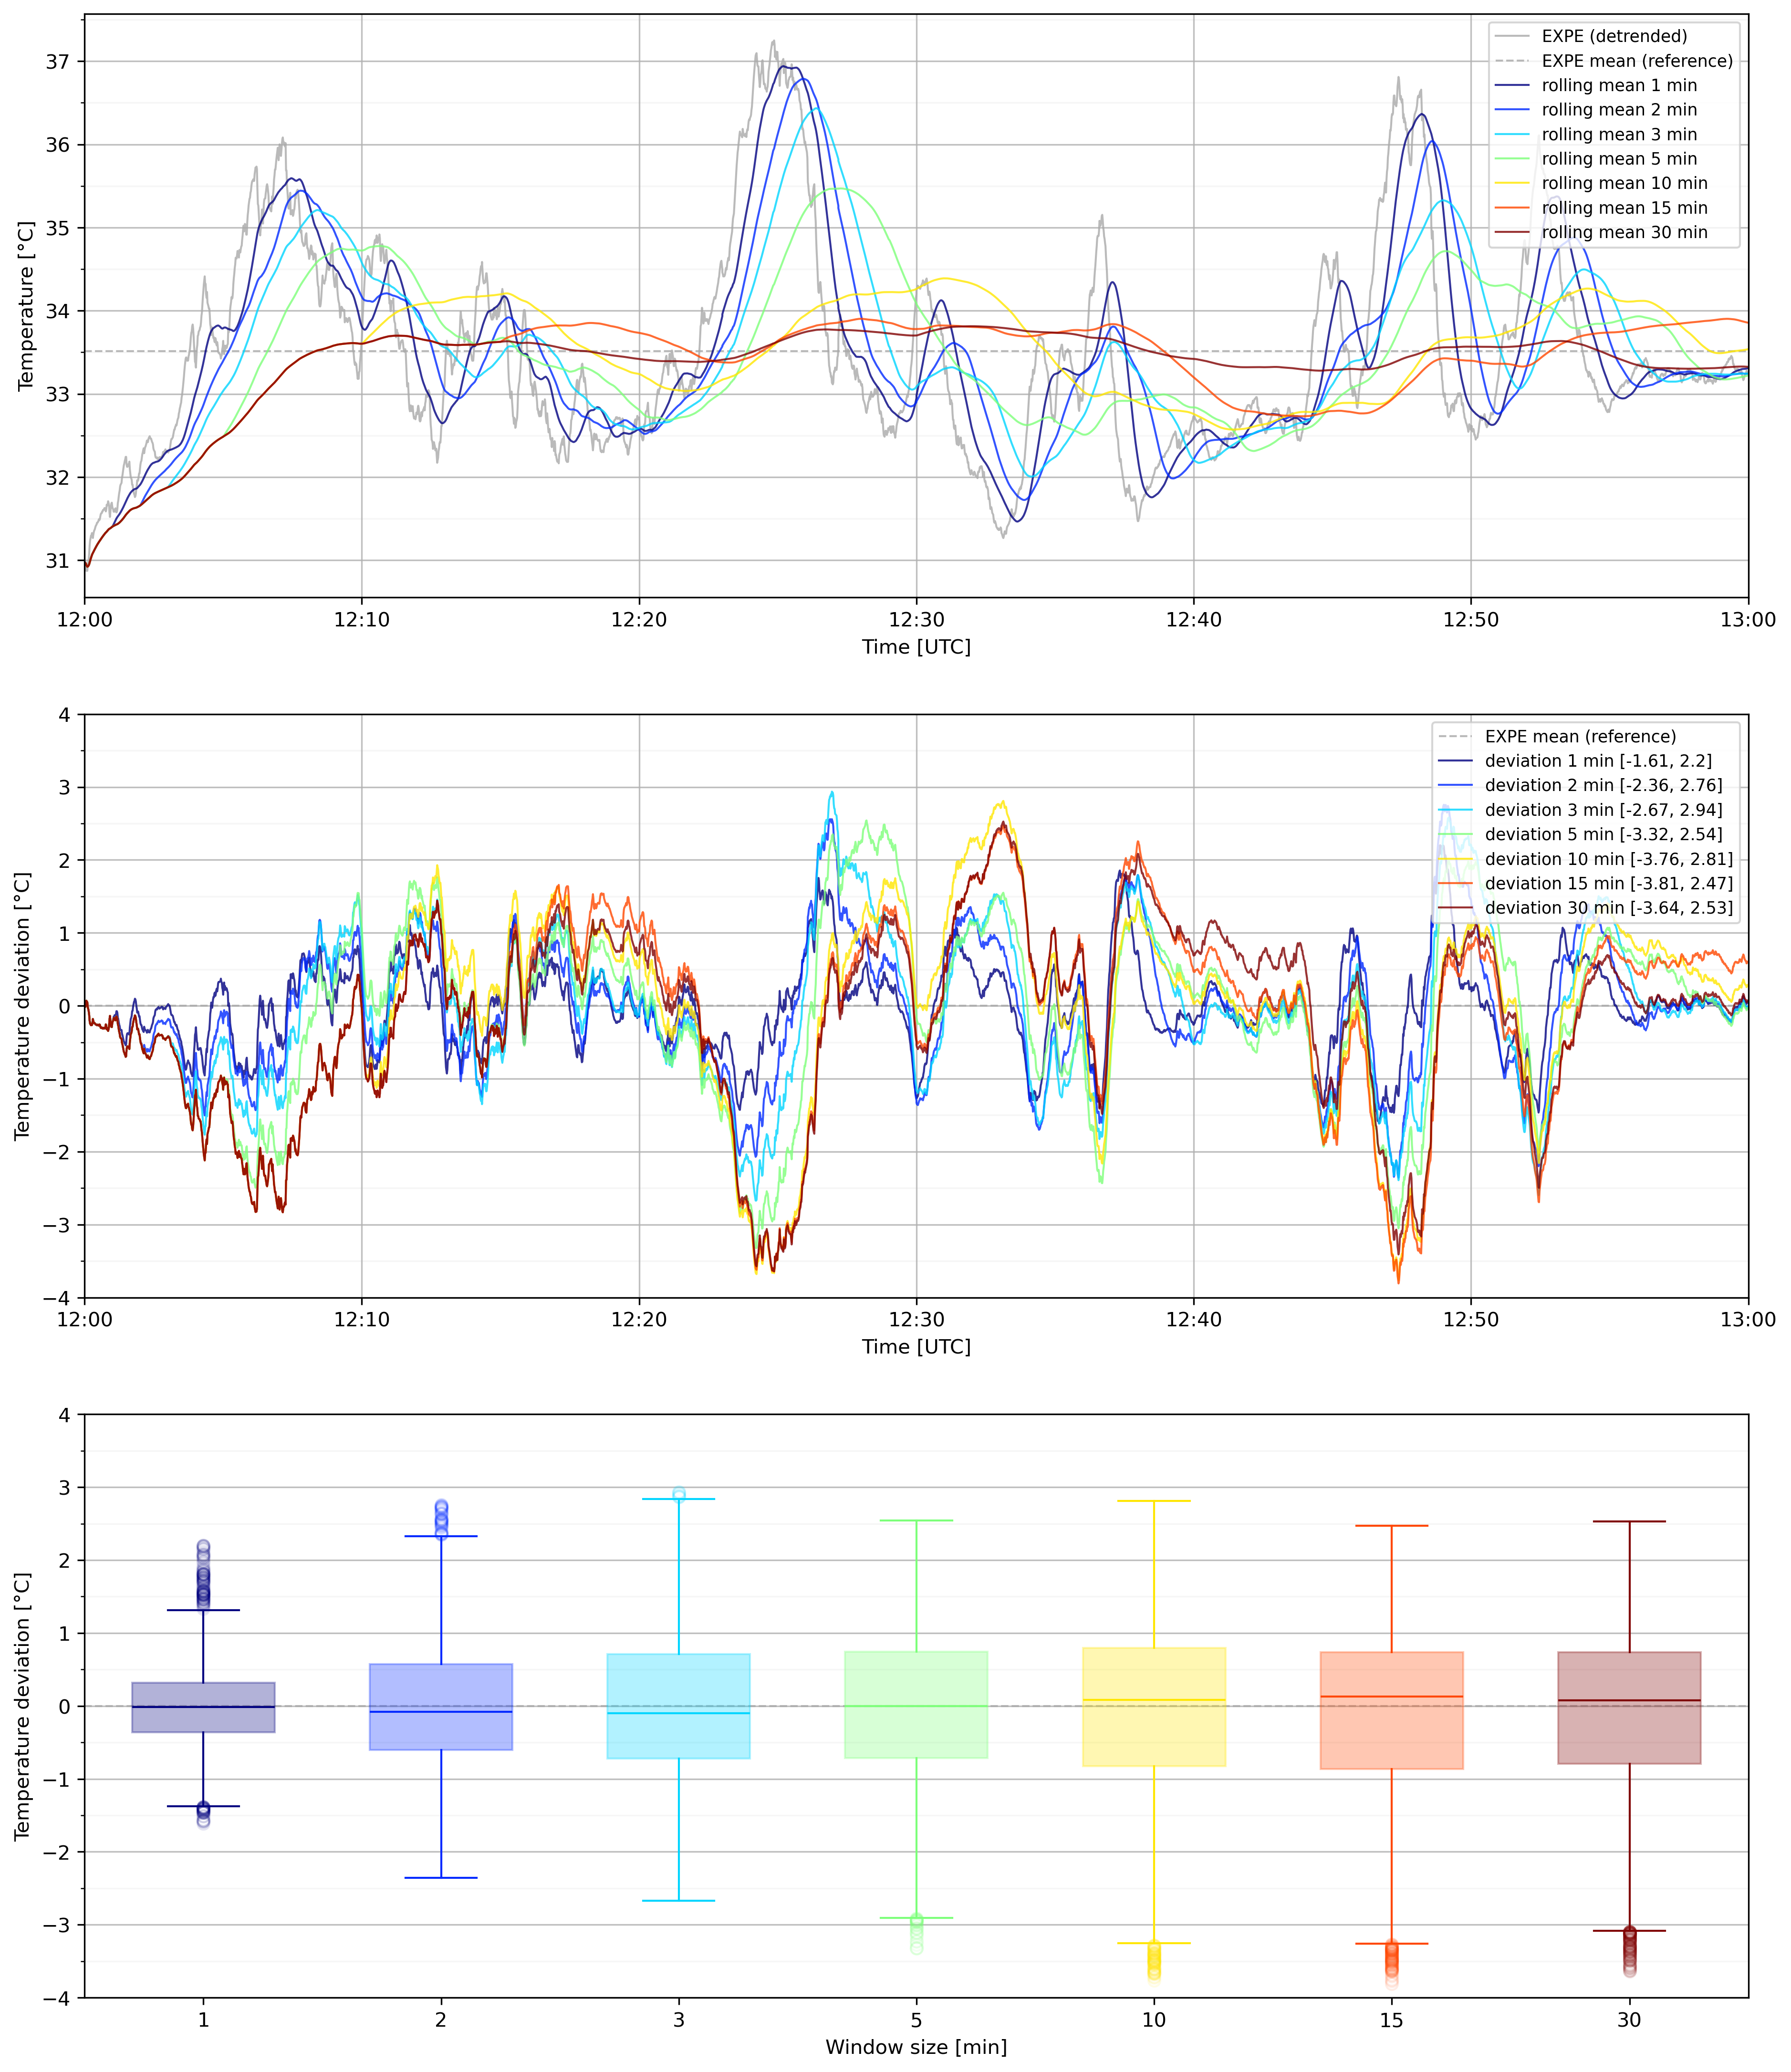 37
36
35
34
33
32
31
Temperature [°C]
EXPE (detrended)
EXPE mean (reference)
rolling mean 1 min
rolling mean 2 min
rolling mean 3 min
rolling mean 5 min
rolling mean 10 min
rolling mean 15 min
rolling mean 30 min
12:00 12:10 12:20 12:30 12:40 12:50 13:00
Time [UTC]
4
3
2
1
0
−1
−2
−3
−4
Temperature deviation [°C]
EXPE mean (reference)
deviation 1 min [-1.61, 2.2]
deviation 2 min [-2.36, 2.76]
deviation 3 min [-2.67, 2.94]
deviation 5 min [-3.32, 2.54]
deviation 10 min [-3.76, 2.81]
deviation 15 min [-3.81, 2.47]
deviation 30 min [-3.64, 2.53]
12:00 12:10 12:20 12:30 12:40 12:50 13:00
Time [UTC]
4
3
2
1
0
−1
−2
−3
−4
Temperature deviation [°C]
1 2 3 5 10 15 30
Window size [min]